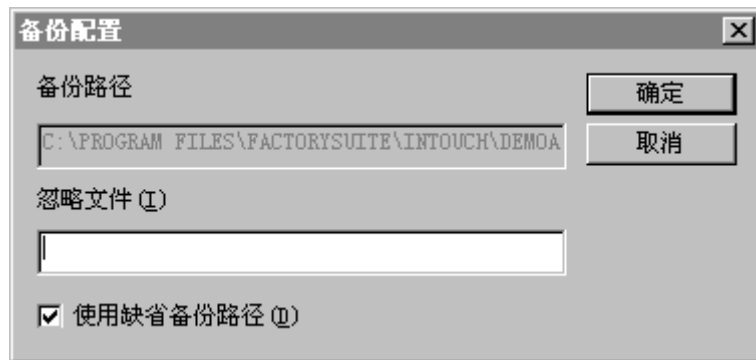 备份配置
备份路径
确定
C:\PROGRAM FILES\FACTORYSUITE\INTOUCH\DEMOA
取消
忽略文件(I)
使用缺省备份路径(D)